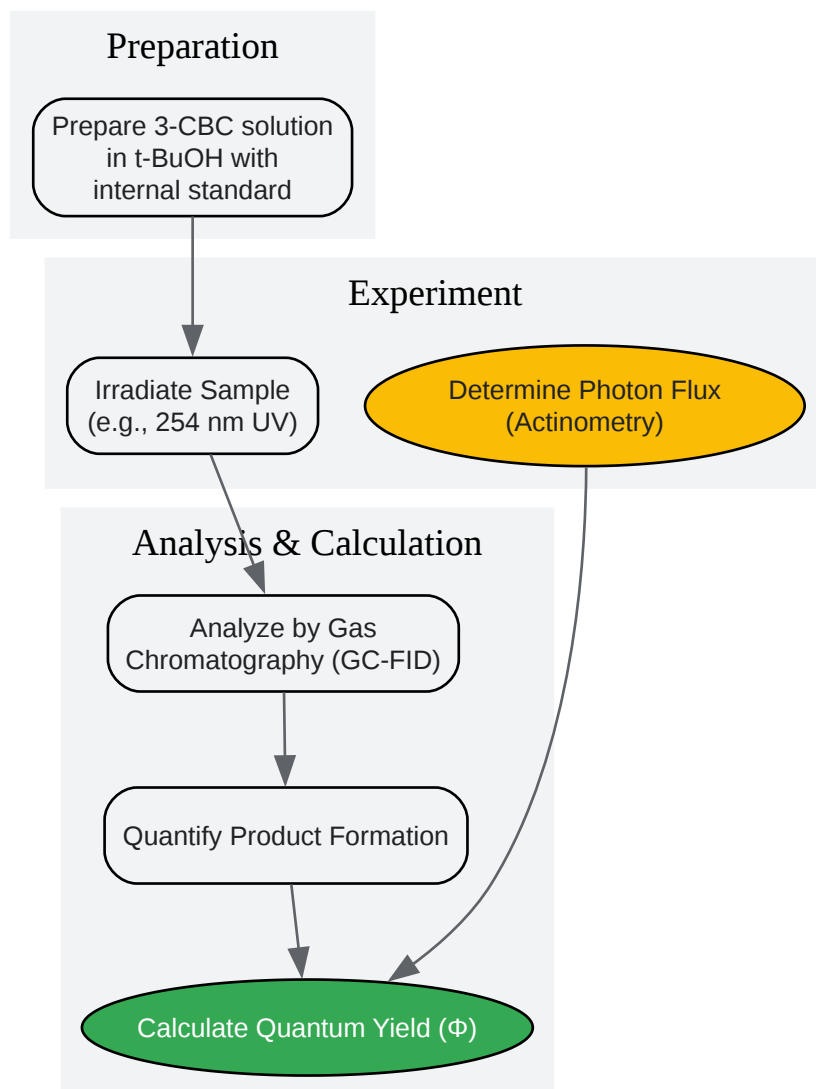 Preparation
Prepare 3-CBC solution
in t-BuOH with
internal standard
Experiment
Irradiate Sample
(e.g., 254 nm UV)
Determine Photon Flux
(Actinometry)
Analysis & Calculation
Analyze by Gas
Chromatography (GC-FID)
Quantify Product Formation
Calculate Quantum Yield (Φ)